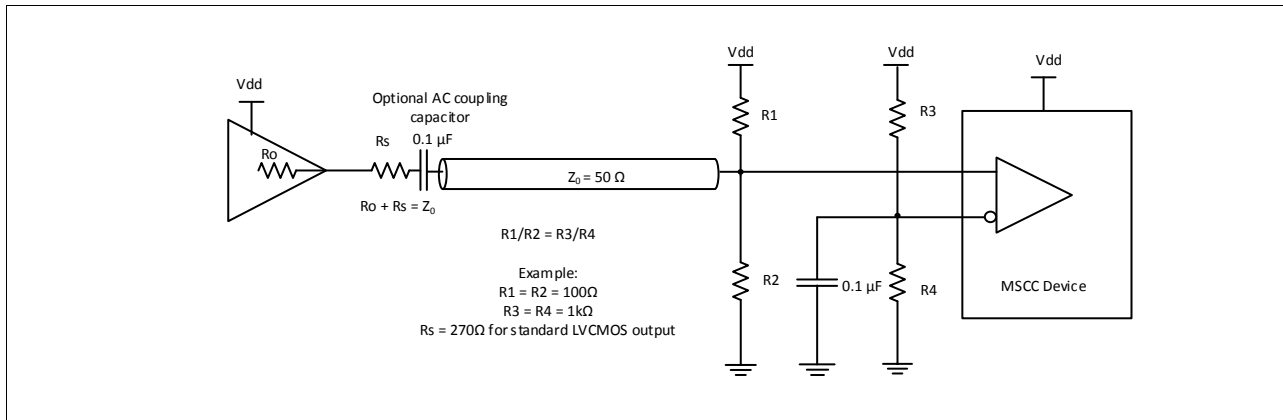 Vdd
Vdd
Vdd
Vdd
Optional AC coupling
capacitor
0.1 µF
Rs
Ro
R1
R3
Z0 = 50 Ω
Ro + Rs = Z0
R1/R2 = R3/R4
Example:
R1 = R2 = 100Ω
R3 = R4 = 1kΩ
Rs = 270Ω for standard LVCMOS output
R2
0.1 µF
R4
MSCC Device